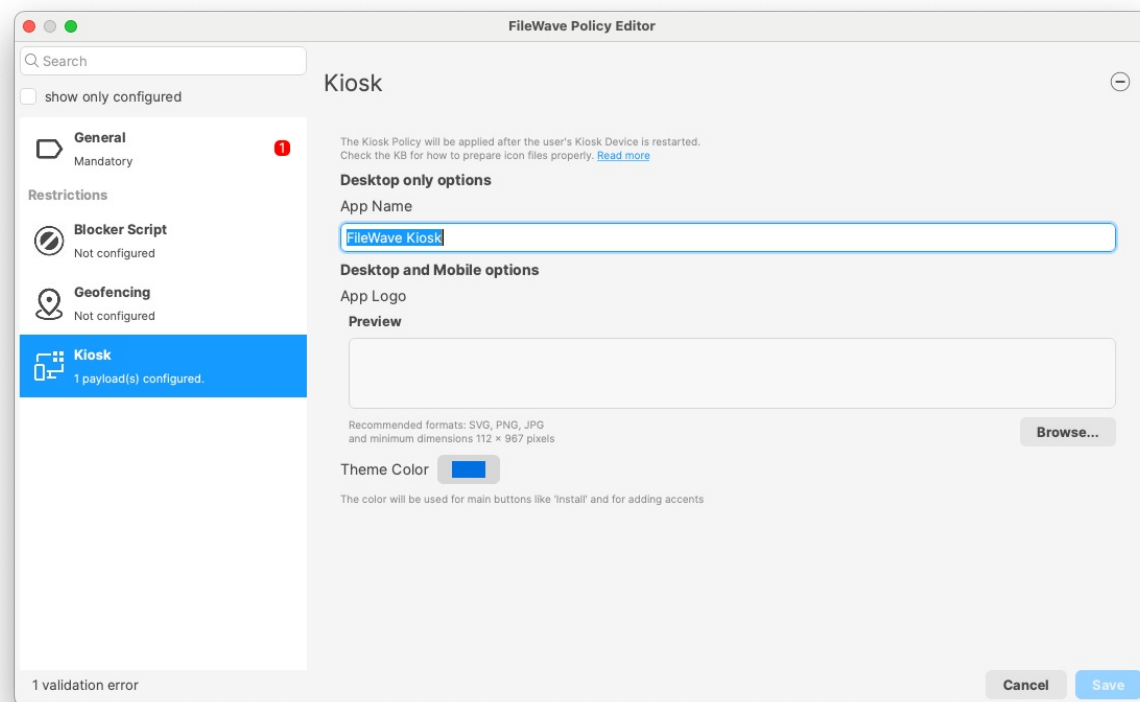 FileWave Policy Editor
Search
show only configured
General
Mandatory
1
Restrictions
Blocker Script
Not configured
Geofencing
Not configured
Kiosk
1 payload(s) configured.
1 validation error
Kiosk
The Kiosk Policy will be applied after the user's Kiosk Device is restarted.
Check the KB for how to prepare icon files properly. Read more
Desktop only options
App Name
FileWave Kiosk
Desktop and Mobile options
App Logo
Preview
Recommended formats: SVG, PNG, JPG
and minimum dimensions 112 × 967 pixels
Browse...
Theme Color
The color will be used for main buttons like 'Install' and for adding accents
Cancel
Save